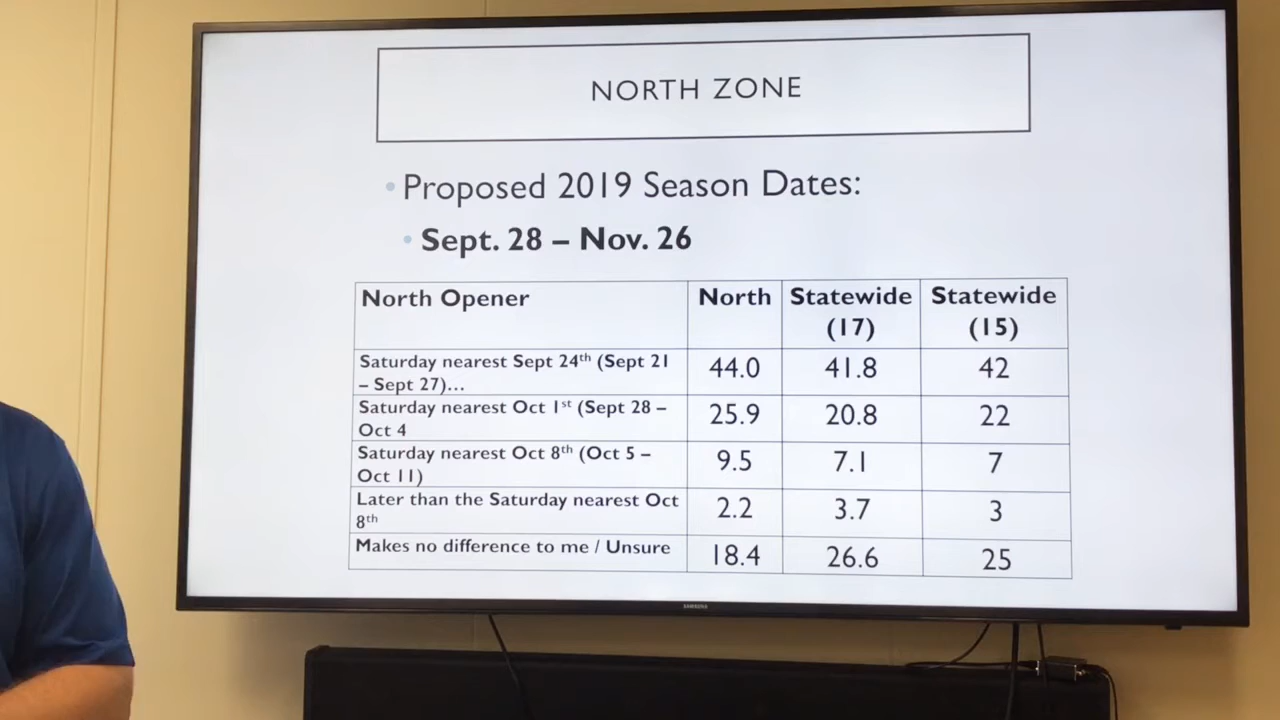 NORTH ZONE
• Proposed 2019 Season Dates:
• Sept. 28 – Nov. 26
North Opener North Statewide (17) Statewide (15)
Saturday nearest Sept 24th (Sept 21
– Sept 27)... 44.0 41.8 42
Saturday nearest Oct 1st (Sept 28 –
Oct 4 25.9 20.8 22
Saturday nearest Oct 8th (Oct 5 –
Oct 11) 9.5 7.1 7
Later than the Saturday nearest Oct
8th 2.2 3.7 3
Makes no difference to me / Unsure 18.4 26.6 25
SAMSUNG